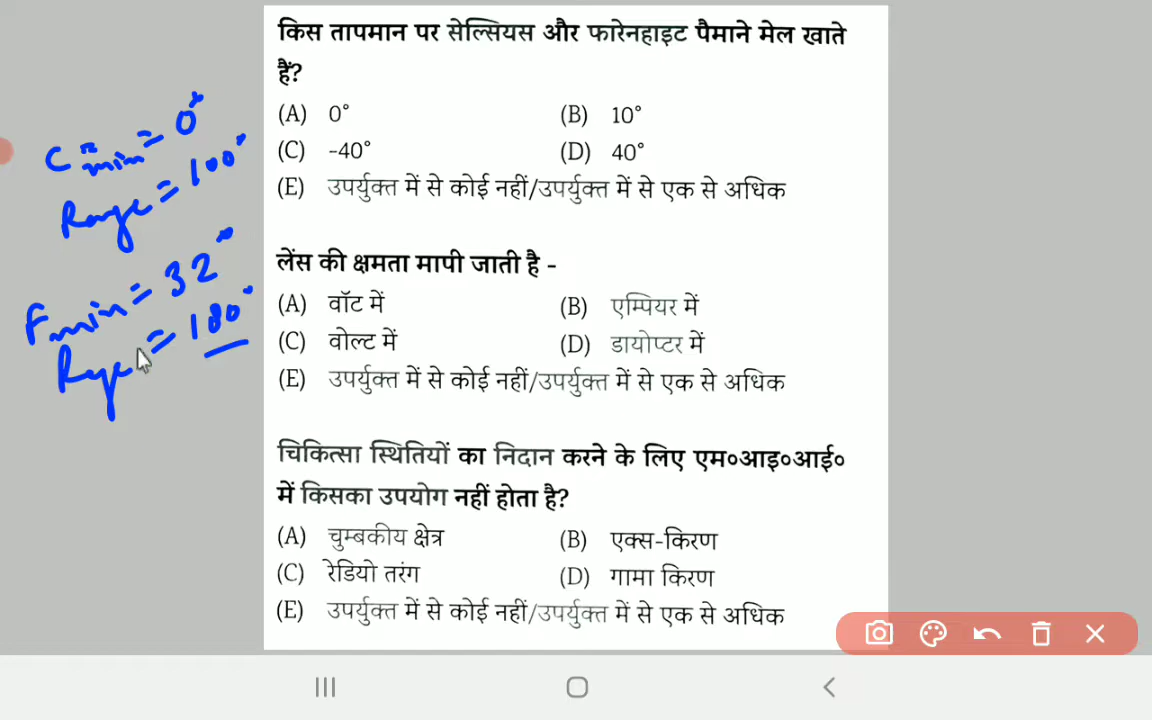 किस तापमान पर सेल्सियस और फारेनहाइट पैमाने मेल खाते
हैं?
(A) 0° (B) 10°
(C) -40° (D) 40°
(E) उपर्युक्त में से कोई नहीं/उपर्युक्त में से एक से अधिक
लेंस की क्षमता मापी जाती है -
(A) वॉट में (B) एम्पियर में
(C) वोल्ट में (D) डायोप्टर में
(E) उपर्युक्त में से कोई नहीं/उपर्युक्त में से एक से अधिक
चिकित्सा स्थितियों का निदान करने के लिए एम०आइ०आई०
में किसका उपयोग नहीं होता है?
(A) चुम्बकीय क्षेत्र (B) एक्स-किरण
(C) रेडियो तरंग (D) गामा किरण
(E) उपर्युक्त में से कोई नहीं/उपर्युक्त में से एक से अधिक
C min = 0°
Range = 100°
F min = 32°
= 180°